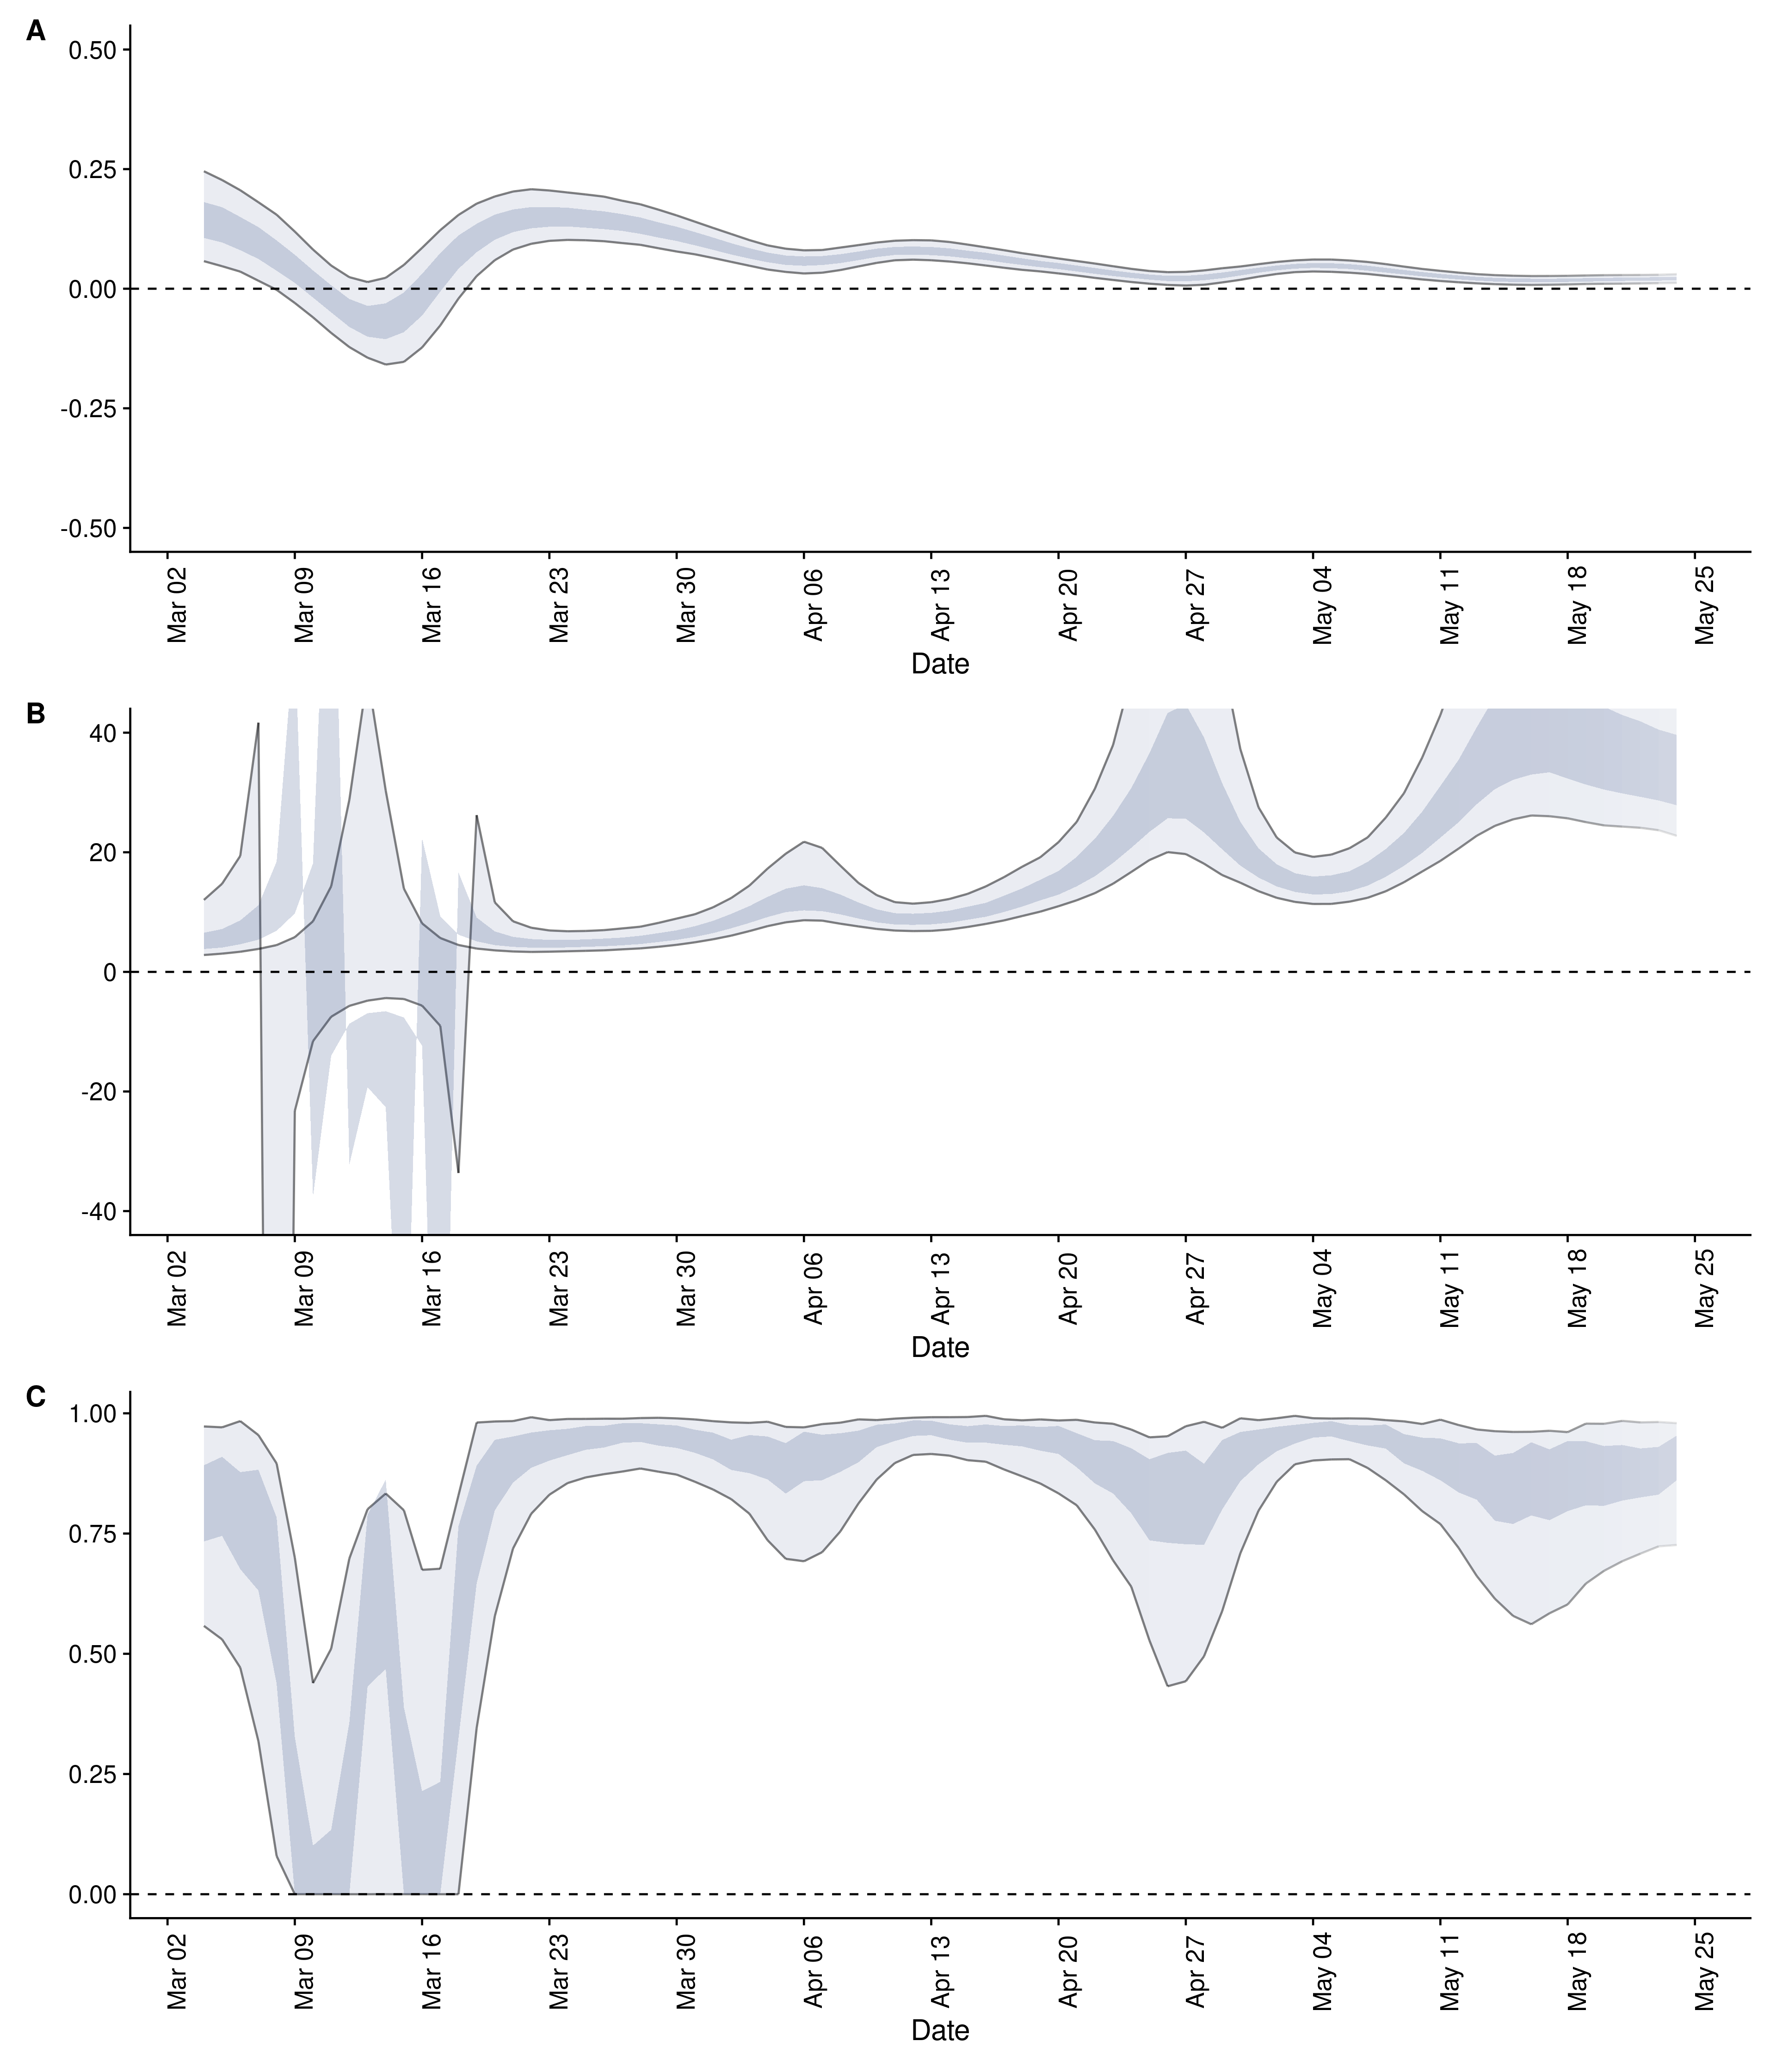 A
0.50
0.25
0.00
-0.25
-0.50
Mar 02
Mar 09
Mar 16
Mar 23
Mar 30
Apr 06
Apr 13
Apr 20
Apr 27
May 04
May 11
May 18
May 25
Date
B
40
20
0
-20
-40
Mar 02
Mar 09
Mar 16
Mar 23
Mar 30
Apr 06
Apr 13
Apr 20
Apr 27
May 04
May 11
May 18
May 25
Date
C
1.00
0.75
0.50
0.25
0.00
Mar 02
Mar 09
Mar 16
Mar 23
Mar 30
Apr 06
Apr 13
Apr 20
Apr 27
May 04
May 11
May 18
May 25
Date